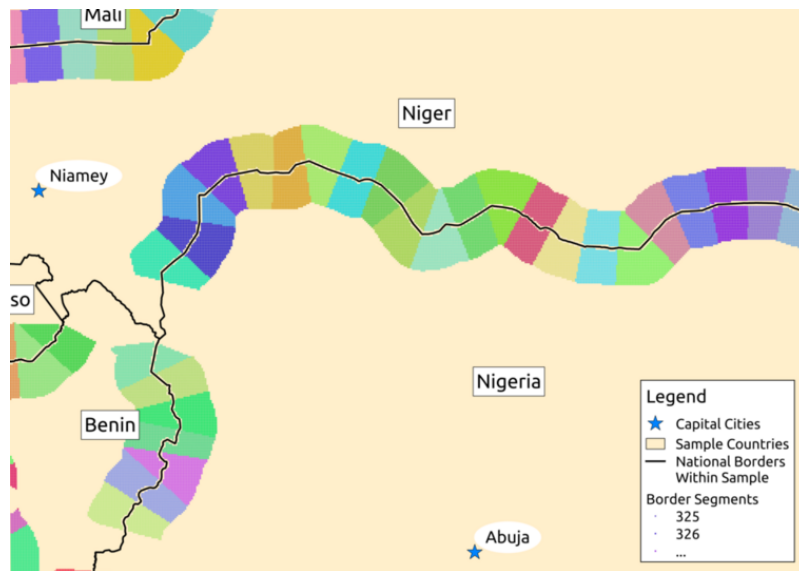 Mali
Niger
Niamey
so
Nigeria
Benin
Abuja
Legend
Capital Cities
Sample Countries
National Borders
Within Sample
Border Segments
325
326
...